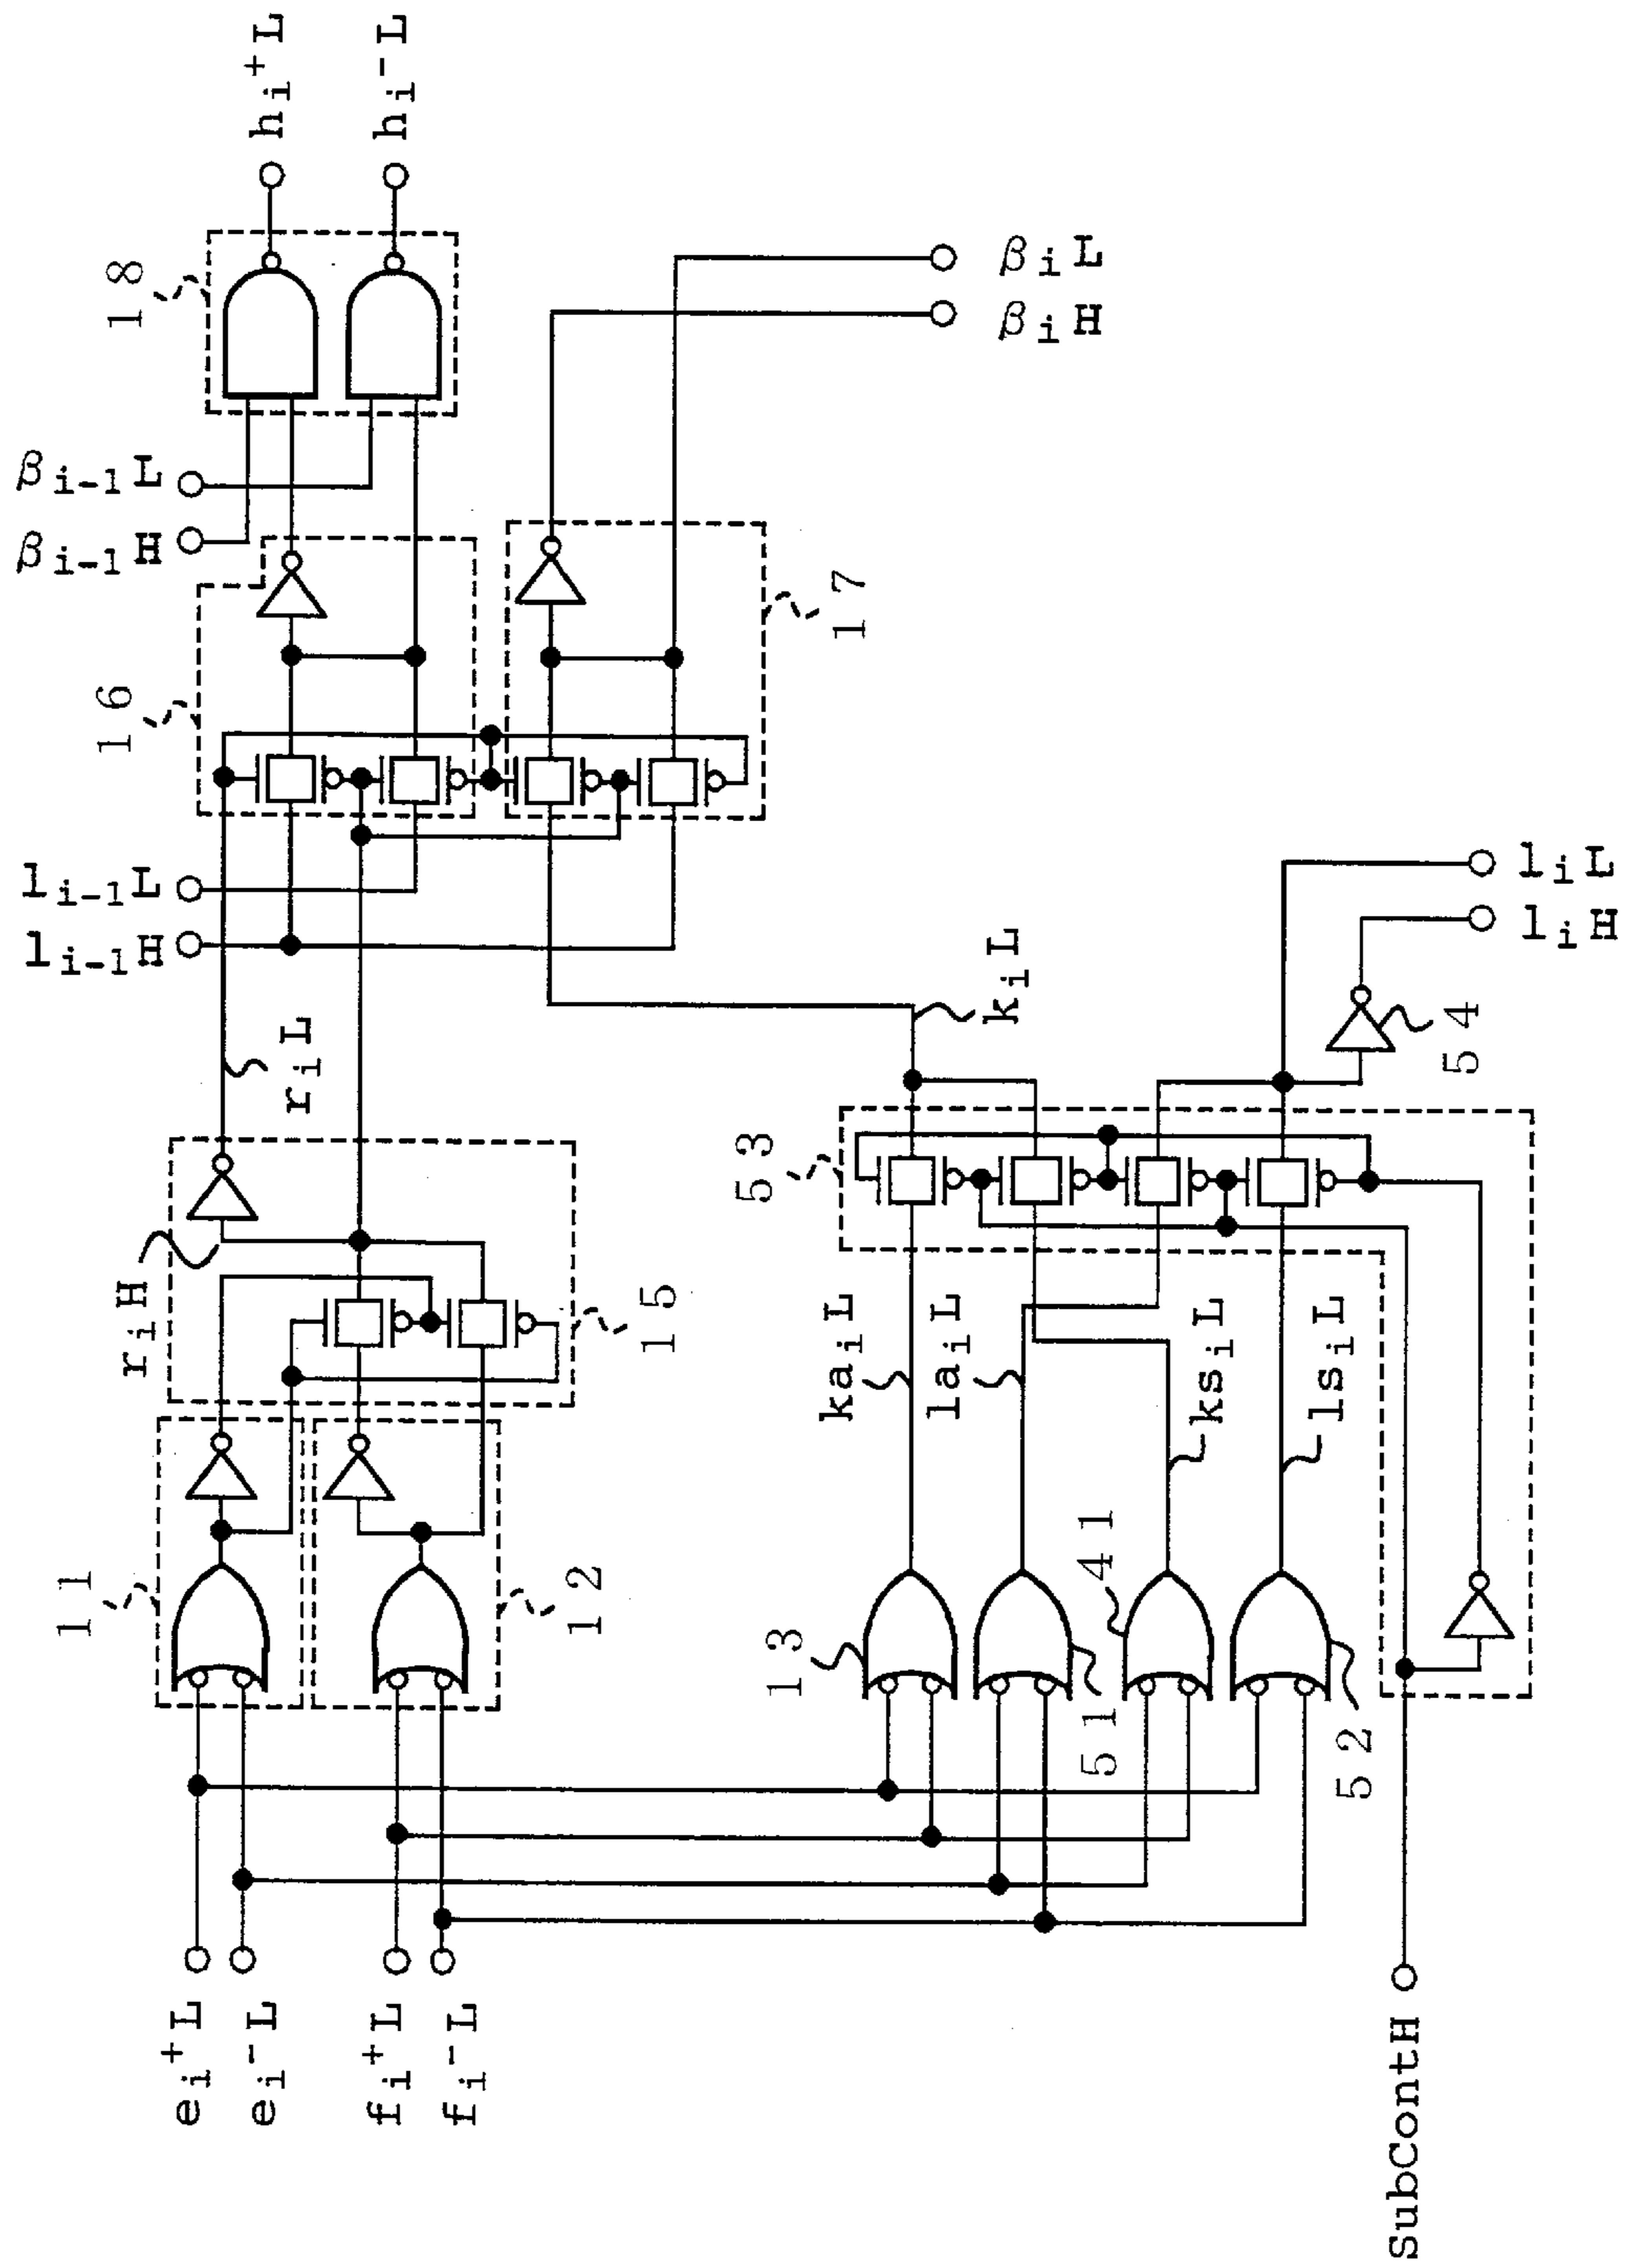 hᵢ⁺L
hᵢ⁻L
18
βᵢL
βᵢH
βᵢ₋₁L
βᵢ₋₁H
17
16
lᵢ₋₁L
lᵢ₋₁H
lᵢL
lᵢH
kᵢL
rᵢL
54
53
rᵢH
15
kaᵢL
laᵢL
ksᵢL
lsᵢL
11
12
13
51
41
52
eᵢ⁺L
eᵢ⁻L
fᵢ⁺L
fᵢ⁻L
SubContH